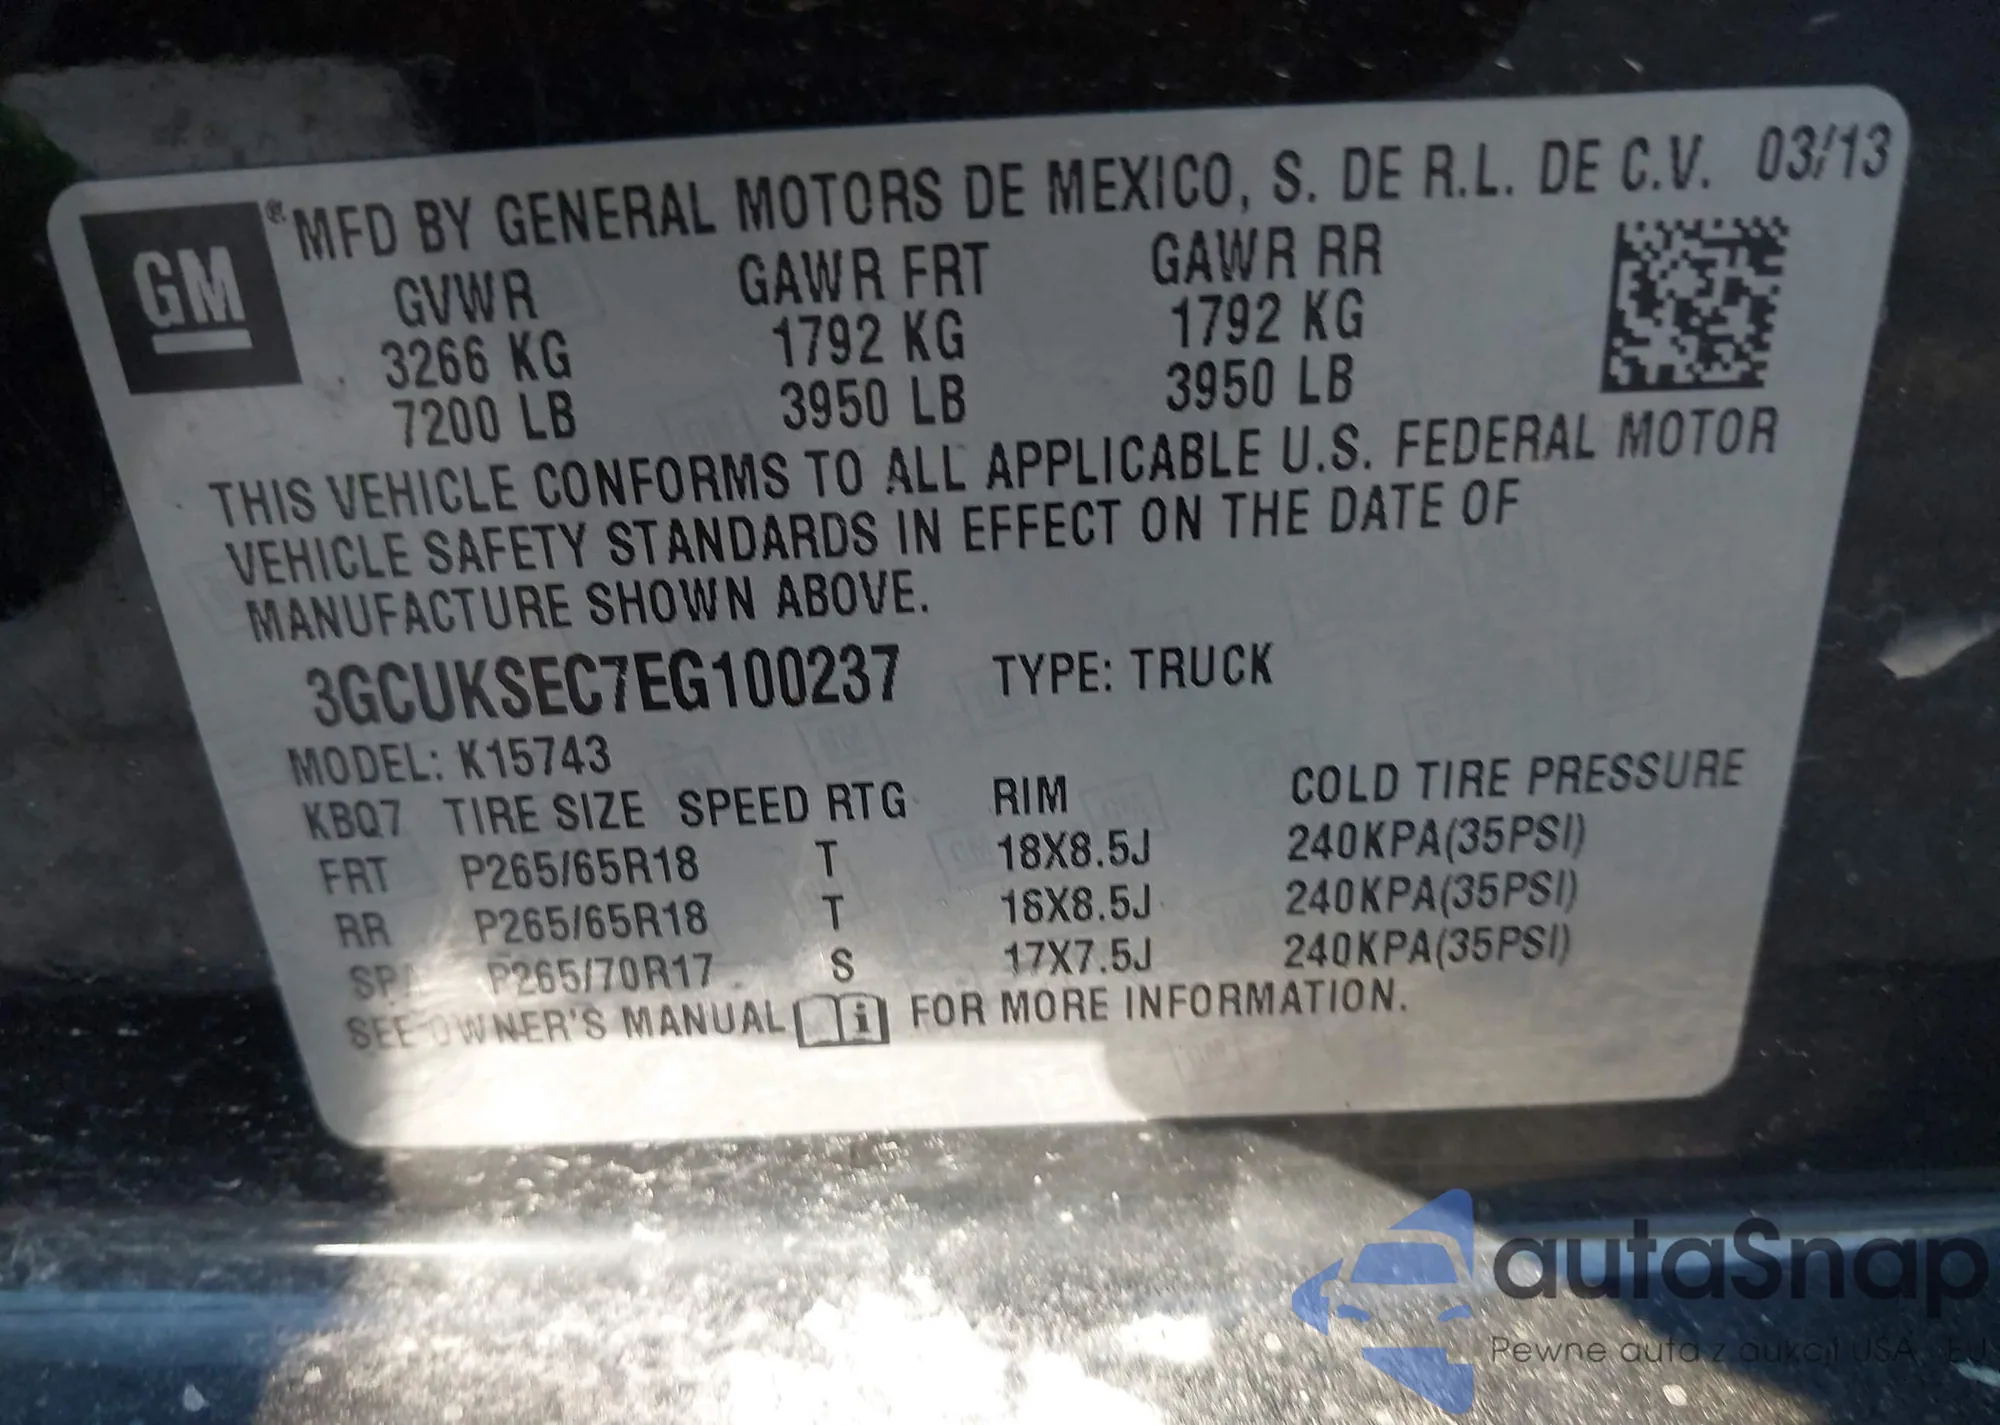 GM
® MFD BY GENERAL MOTORS DE MEXICO, S. DE R.L. DE C.V. 03/13
GVWR GAWR FRT GAWR RR
3266 KG 1792 KG 1792 KG
7200 LB 3950 LB 3950 LB
THIS VEHICLE CONFORMS TO ALL APPLICABLE U.S. FEDERAL MOTOR
VEHICLE SAFETY STANDARDS IN EFFECT ON THE DATE OF
MANUFACTURE SHOWN ABOVE.
3GCUKSEC7EG100237 TYPE: TRUCK
MODEL: K15743
KBQ7 TIRE SIZE SPEED RTG RIM COLD TIRE PRESSURE
FRT P265/65R18 T 18X8.5J 240KPA(35PSI)
RR P265/65R18 T 18X8.5J 240KPA(35PSI)
SPA P265/70R17 S 17X7.5J 240KPA(35PSI)
SEE OWNER'S MANUAL i FOR MORE INFORMATION.
autaSnap
Pewne auta z aukcji USA i EU